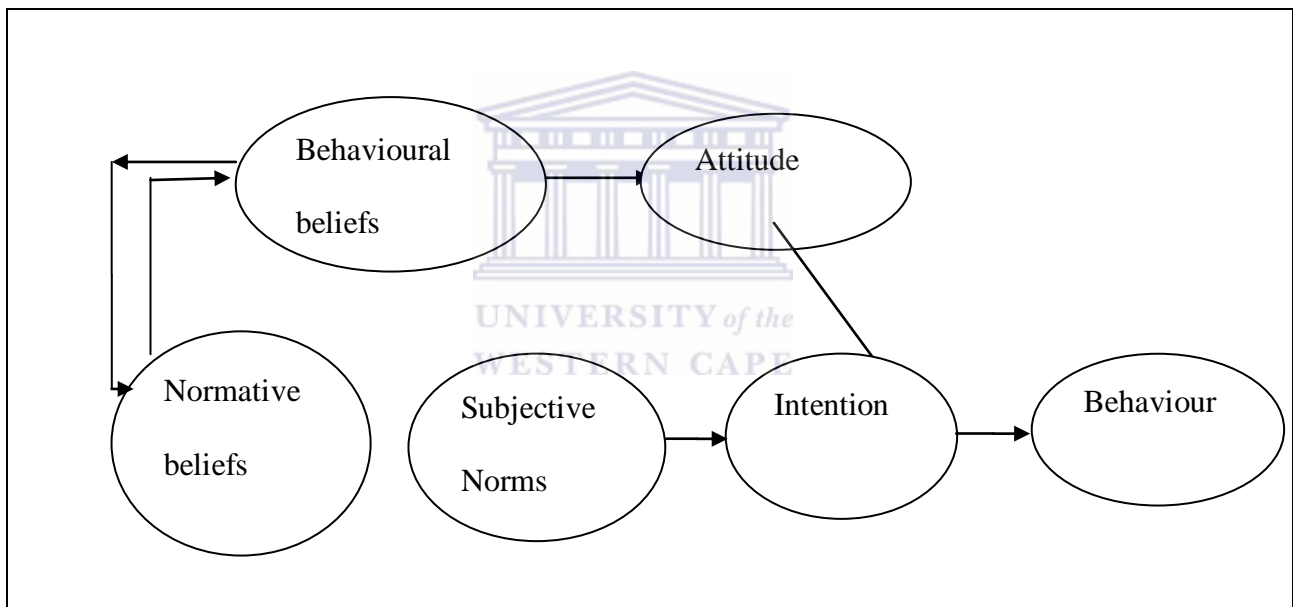 Behavioural
beliefs
Attitude
UNIVERSITY of the
WESTERN CAPE
Normative
beliefs
Subjective
Norms
Intention
Behaviour